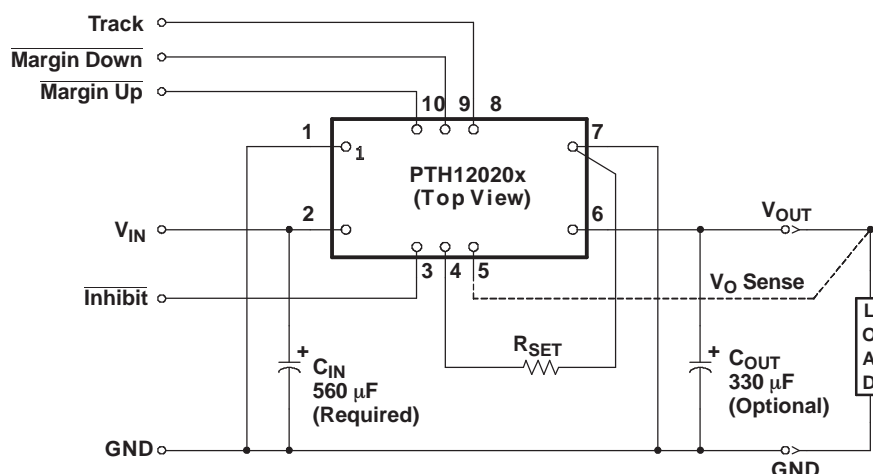 Track
Margin Down
Margin Up
10 9 8
1
7
1
PTH12020x
(Top View)
2
6
VIN
VOUT
3 4 5
Inhibit
VO Sense
RSET
LOAD
+
CIN
560 μF
(Required)
+
COUT
330 μF
(Optional)
GND
GND